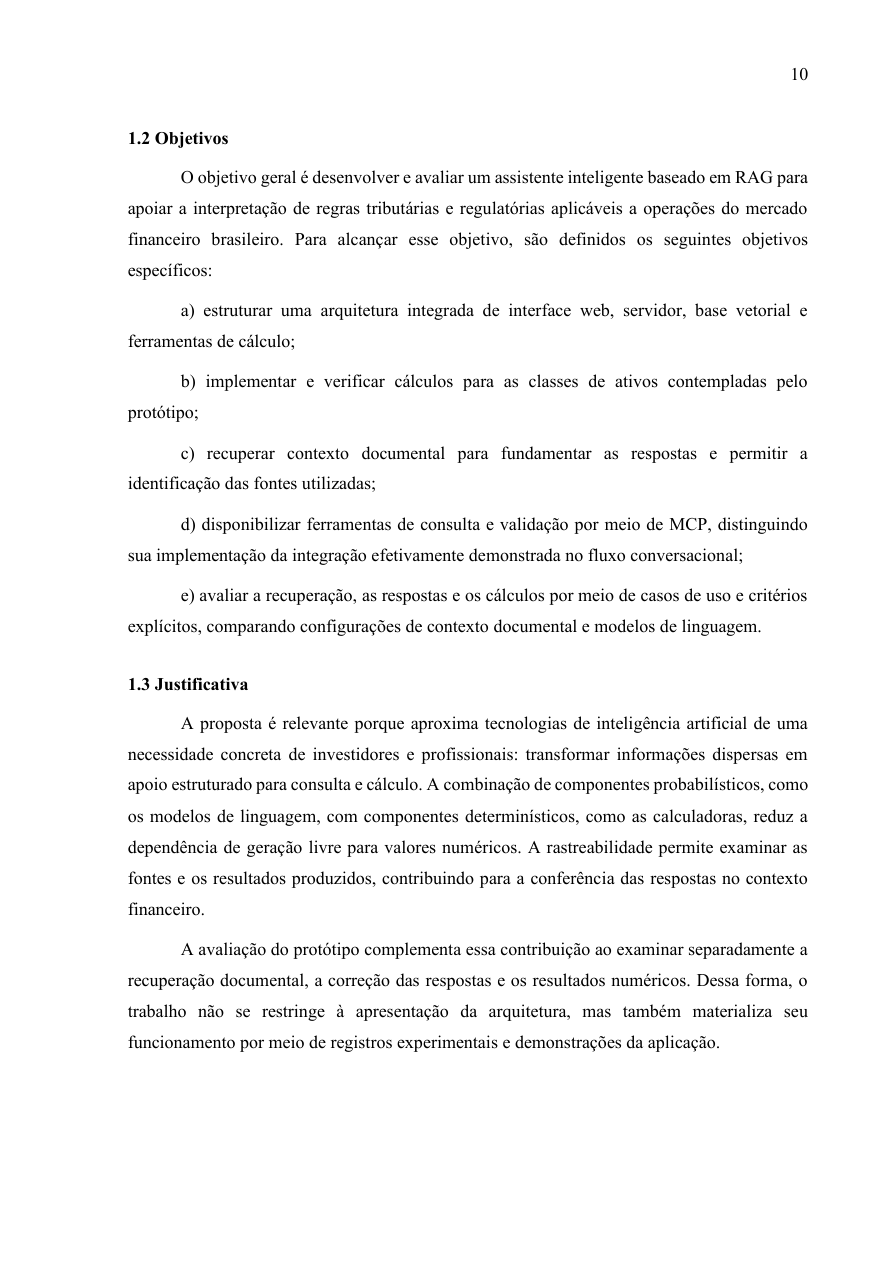 10
1.2 Objetivos
O objetivo geral é desenvolver e avaliar um assistente inteligente baseado em RAG para
apoiar a interpretação de regras tributárias e regulatórias aplicáveis a operações do mercado
financeiro brasileiro. Para alcançar esse objetivo, são definidos os seguintes objetivos
específicos:
a) estruturar uma arquitetura integrada de interface web, servidor, base vetorial e
ferramentas de cálculo;
b) implementar e verificar cálculos para as classes de ativos contempladas pelo
protótipo;
c) recuperar contexto documental para fundamentar as respostas e permitir a
identificação das fontes utilizadas;
d) disponibilizar ferramentas de consulta e validação por meio de MCP, distinguindo
sua implementação da integração efetivamente demonstrada no fluxo conversacional;
e) avaliar a recuperação, as respostas e os cálculos por meio de casos de uso e critérios
explícitos, comparando configurações de contexto documental e modelos de linguagem.
1.3 Justificativa
A proposta é relevante porque aproxima tecnologias de inteligência artificial de uma
necessidade concreta de investidores e profissionais: transformar informações dispersas em
apoio estruturado para consulta e cálculo. A combinação de componentes probabilísticos, como
os modelos de linguagem, com componentes determinísticos, como as calculadoras, reduz a
dependência de geração livre para valores numéricos. A rastreabilidade permite examinar as
fontes e os resultados produzidos, contribuindo para a conferência das respostas no contexto
financeiro.
A avaliação do protótipo complementa essa contribuição ao examinar separadamente a
recuperação documental, a correção das respostas e os resultados numéricos. Dessa forma, o
trabalho não se restringe à apresentação da arquitetura, mas também materializa seu
funcionamento por meio de registros experimentais e demonstrações da aplicação.